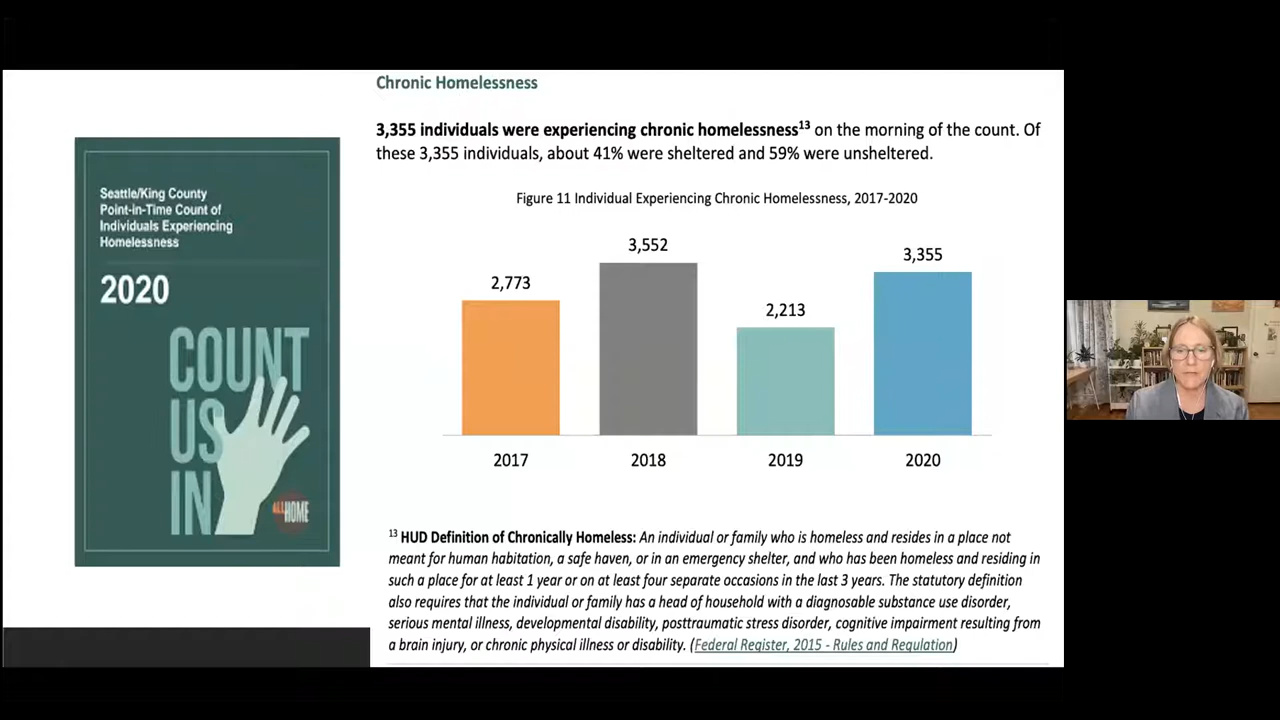 Seattle/King County
Point-in-Time Count of
Individuals Experiencing
Homelessness
2020
COUNT
US
IN
ALL HOME
Chronic Homelessness
3,355 individuals were experiencing chronic homelessness13 on the morning of the count. Of
these 3,355 individuals, about 41% were sheltered and 59% were unsheltered.
Figure 11 Individual Experiencing Chronic Homelessness, 2017-2020
2,773
3,552
2,213
3,355
2017
2018
2019
2020
13 HUD Definition of Chronically Homeless: An individual or family who is homeless and resides in a place not
meant for human habitation, a safe haven, or in an emergency shelter, and who has been homeless and residing in
such a place for at least 1 year or on at least four separate occasions in the last 3 years. The statutory definition
also requires that the individual or family has a head of household with a diagnosable substance use disorder,
serious mental illness, developmental disability, posttraumatic stress disorder, cognitive impairment resulting from
a brain injury, or chronic physical illness or disability. (Federal Register, 2015 - Rules and Regulation)